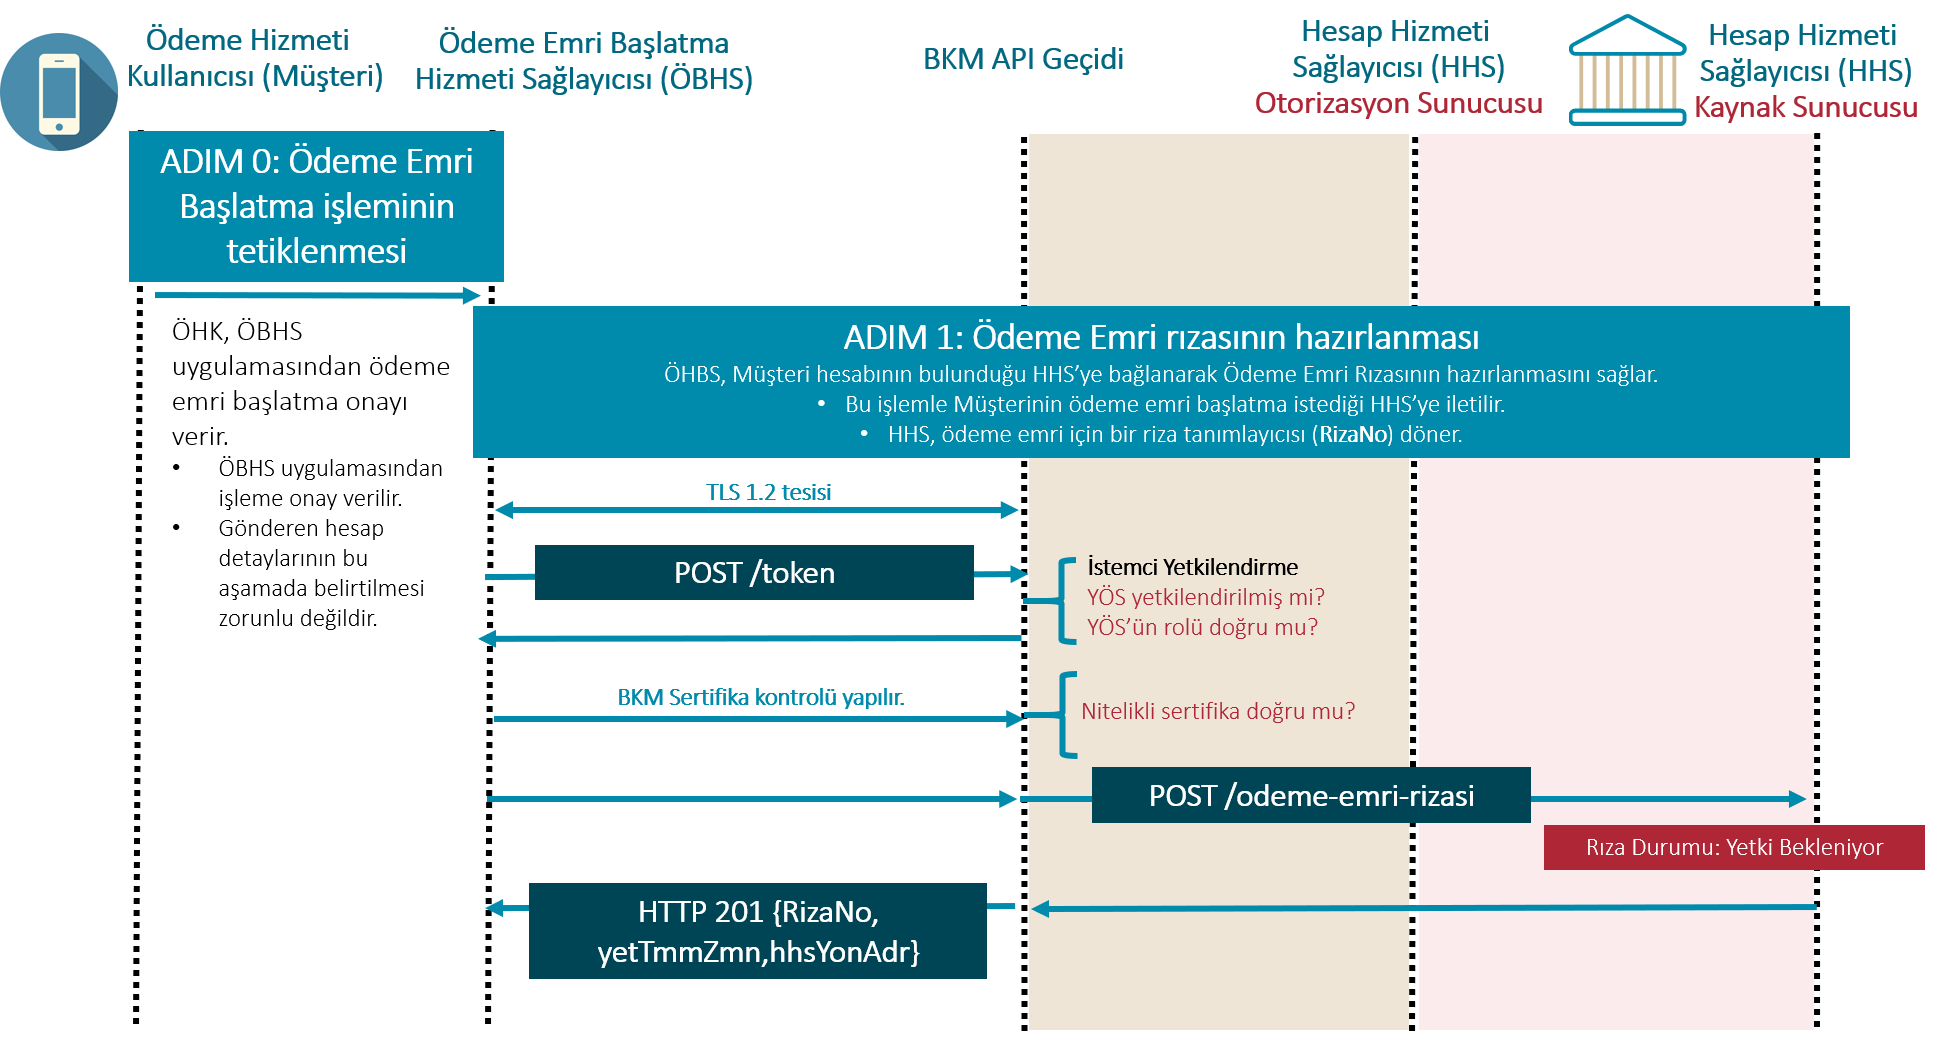 Ödeme Hizmeti
Kullanıcısı (Müşteri)
Ödeme Emri Başlatma
Hizmeti Sağlayıcısı (ÖBHS)
BKM API Geçidi
Hesap Hizmeti
Sağlayıcısı (HHS)
Otorizasyon Sunucusu
Hesap Hizmeti
Sağlayıcısı (HHS)
Kaynak Sunucusu
ADIM 0: Ödeme Emri
Başlatma işleminin
tetiklenmesi
ÖHK, ÖBHS
uygulamasından ödeme
emri başlatma onayı
verir.
• ÖBHS uygulamasından
işleme onay verilir.
• Gönderen hesap
detaylarının bu
aşamada belirtilmesi
zorunlu değildir.
ADIM 1: Ödeme Emri rızasının hazırlanması
ÖHBS, Müşteri hesabının bulunduğu HHS’ye bağlanarak Ödeme Emri Rızasının hazırlanmasını sağlar.
• Bu işlemle Müşterinin ödeme emri başlatma istediği HHS’ye iletilir.
• HHS, ödeme emri için bir riza tanımlayıcısı (RizaNo) döner.
TLS 1.2 tesisi
POST /token
İstemci Yetkilendirme
YÖS yetkilendirilmiş mi?
YÖS’ün rolü doğru mu?
BKM Sertifika kontrolü yapılır.
Nitelikli sertifika doğru mu?
POST /odeme-emri-rizasi
Rıza Durumu: Yetki Bekleniyor
HTTP 201 {RizaNo,
yetTmmZmn,hhsYonAdr}